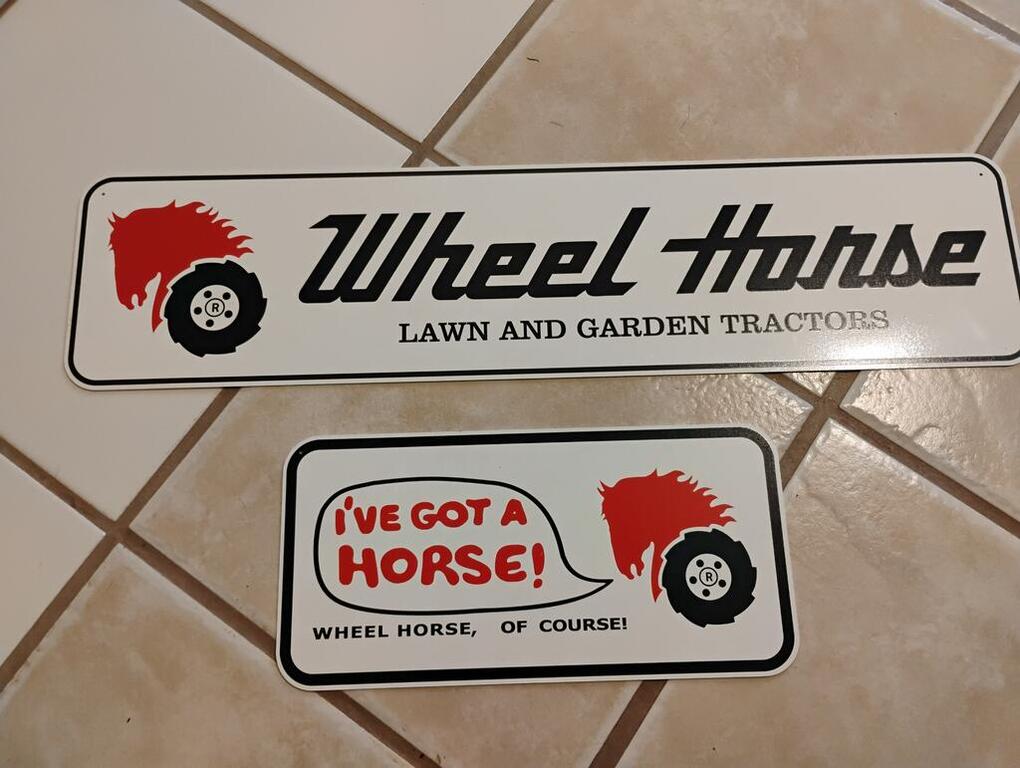 Wheel Horse
LAWN AND GARDEN TRACTORS
R
I'VE GOT A
HORSE!
WHEEL HORSE, OF COURSE!
R